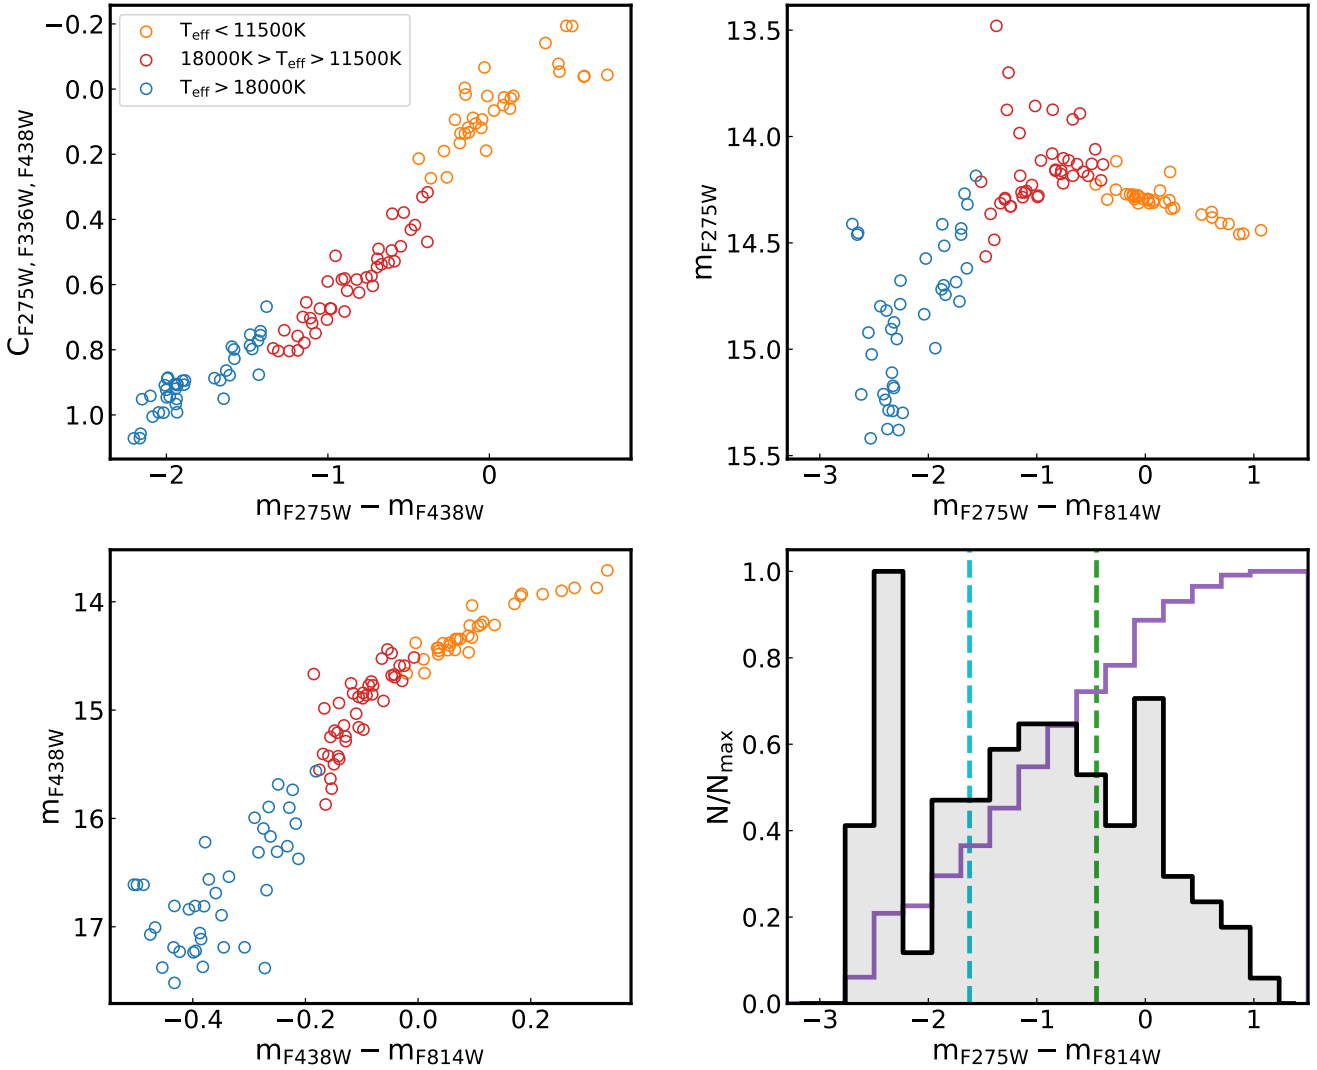 −0.2
0.0
0.2
0.4
0.6
0.8
1.0
C_F275W, F336W, F438W
T_eff < 11500K
18000K > T_eff > 11500K
T_eff > 18000K
−2 −1 0
m_F275W − m_F438W
13.5
14.0
14.5
15.0
15.5
m_F275W
−3 −2 −1 0 1
m_F275W − m_F814W
14
15
16
17
m_F438W
−0.4 −0.2 0.0 0.2
m_F438W − m_F814W
1.0
0.8
0.6
0.4
0.2
0.0
N/N_max
−3 −2 −1 0 1
m_F275W − m_F814W